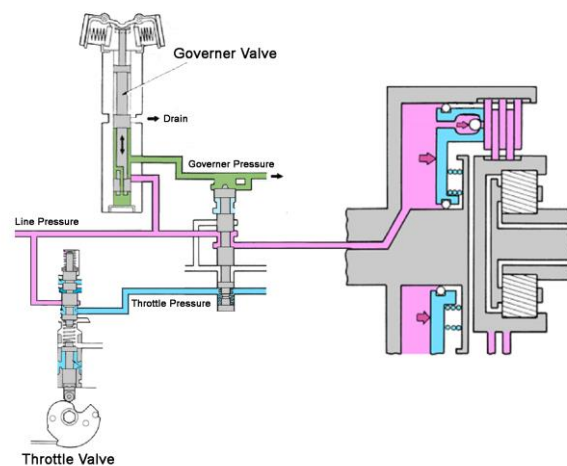 Governer Valve
Drain
Governer Pressure
Line Pressure
Throttle Pressure
Throttle Valve